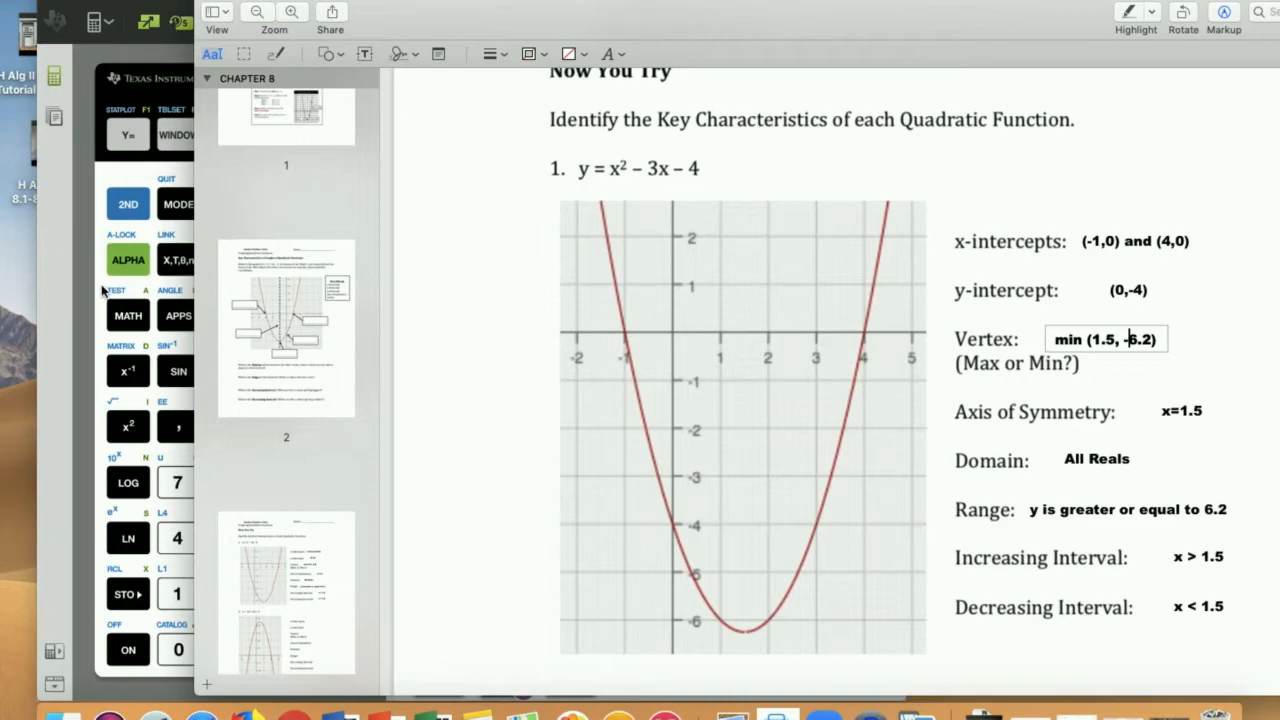 View
Zoom
Share
Highlight
Rotate
Markup
AaI
T
A
H Alg II
Tutorial
H A
8.1-8
CHAPTER 8
1
2
TEXAS INSTRUM
STATPLOT F1 TBLSET
Y= WINDOW
QUIT
2ND MODE
A-LOCK LINK
ALPHA X,T,θ,n
TEST A ANGLE
MATH APPS
MATRIX D SIN⁻¹
x⁻¹ SIN
√ I EE
x² ,
10ˣ N u
LOG 7
eˣ S L4
LN 4
RCL X L1
STO▸ 1
OFF CATALOG
ON 0
Now You Try
Identify the Key Characteristics of each Quadratic Function.
1. y = x² – 3x – 4
2
1
-2 -1 2 3 4 5
-1
-2
-3
-4
-5
-6
x-intercepts: (-1,0) and (4,0)
y-intercept: (0,-4)
Vertex: min (1.5, -6.2)
(Max or Min?)
Axis of Symmetry: x=1.5
Domain: All Reals
Range: y is greater or equal to 6.2
Increasing Interval: x > 1.5
Decreasing Interval: x < 1.5